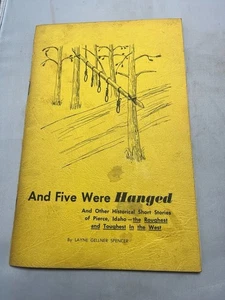 And Five Were Hanged
And Other Historical Short Stories
of Pierce, Idaho—the Roughest
and Toughest in the West
By LAYNE GELLNER SPENCER